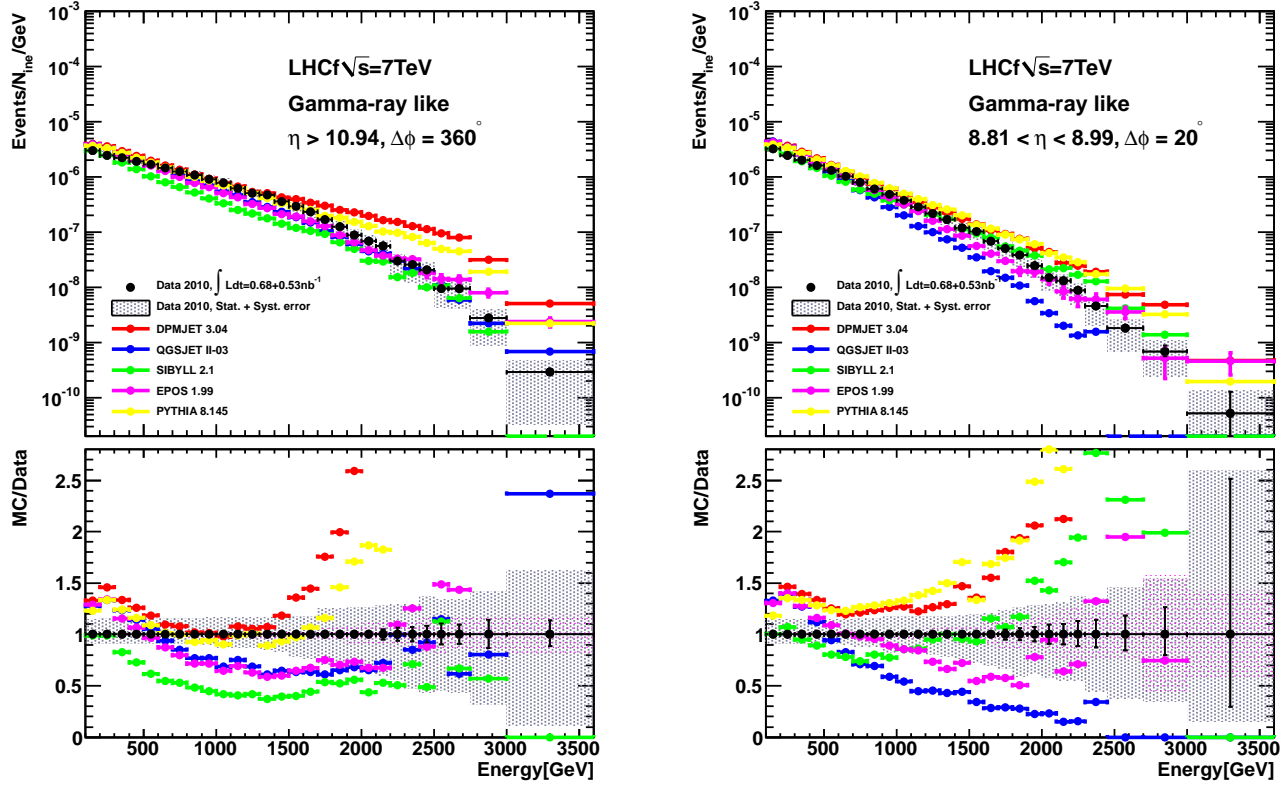 Events/N_ine/GeV
10^-3
10^-4
10^-5
10^-6
10^-7
10^-8
10^-9
10^-10
LHCf√s=7TeV
Gamma-ray like
η > 10.94, Δϕ = 360°
Data 2010, ∫ Ldt=0.68+0.53nb^-1
Data 2010, Stat. + Syst. error
DPMJET 3.04
QGSJET II-03
SIBYLL 2.1
EPOS 1.99
PYTHIA 8.145
MC/Data
2.5
2
1.5
1
0.5
0
500 1000 1500 2000 2500 3000 3500
Energy[GeV]
Events/N_ine/GeV
10^-3
10^-4
10^-5
10^-6
10^-7
10^-8
10^-9
10^-10
LHCf√s=7TeV
Gamma-ray like
8.81 < η < 8.99, Δϕ = 20°
Data 2010, ∫ Ldt=0.68+0.53nb^-1
Data 2010, Stat. + Syst. error
DPMJET 3.04
QGSJET II-03
SIBYLL 2.1
EPOS 1.99
PYTHIA 8.145
MC/Data
2.5
2
1.5
1
0.5
0
500 1000 1500 2000 2500 3000 3500
Energy[GeV]